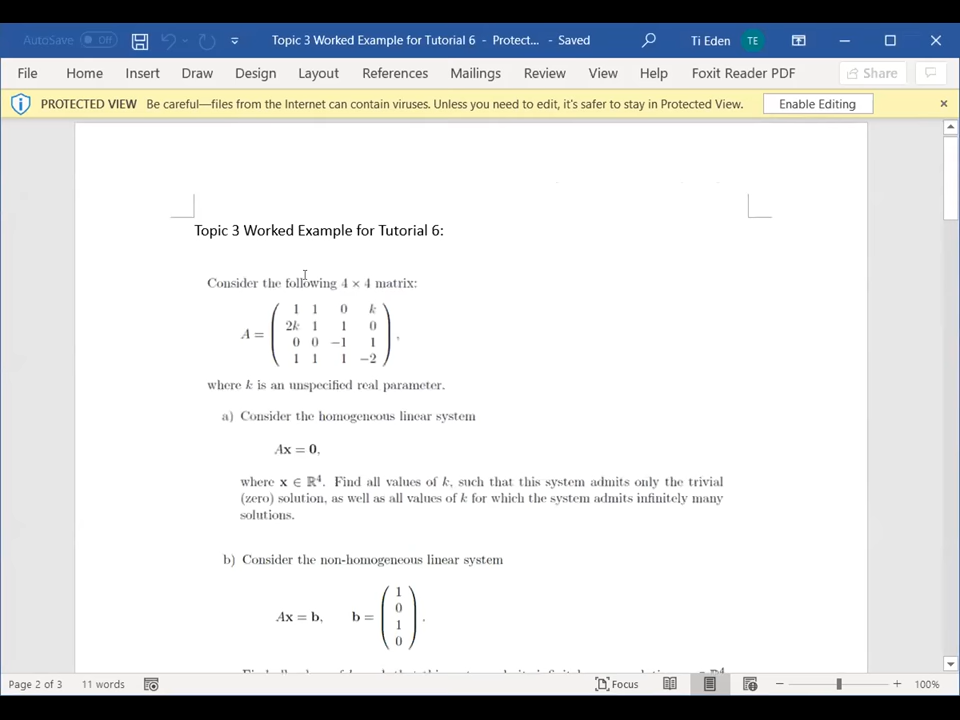 AutoSave Off Topic 3 Worked Example for Tutorial 6 - Protect... - Saved Ti Eden TE
File Home Insert Draw Design Layout References Mailings Review View Help Foxit Reader PDF Share
PROTECTED VIEW Be careful—files from the Internet can contain viruses. Unless you need to edit, it's safer to stay in Protected View. Enable Editing
Topic 3 Worked Example for Tutorial 6:
Consider the following 4 × 4 matrix:
1 1 0 k
2k 1 1 0
A =
0 0 −1 1
,
1 1 1 −2
where k is an unspecified real parameter.
a) Consider the homogeneous linear system
Ax = 0,
where x ∈ ℝ⁴. Find all values of k, such that this system admits only the trivial
(zero) solution, as well as all values of k for which the system admits infinitely many
solutions.
b) Consider the non-homogeneous linear system
1
0
Ax = b, b =
.
1
0
Page 2 of 3 11 words Focus 100%